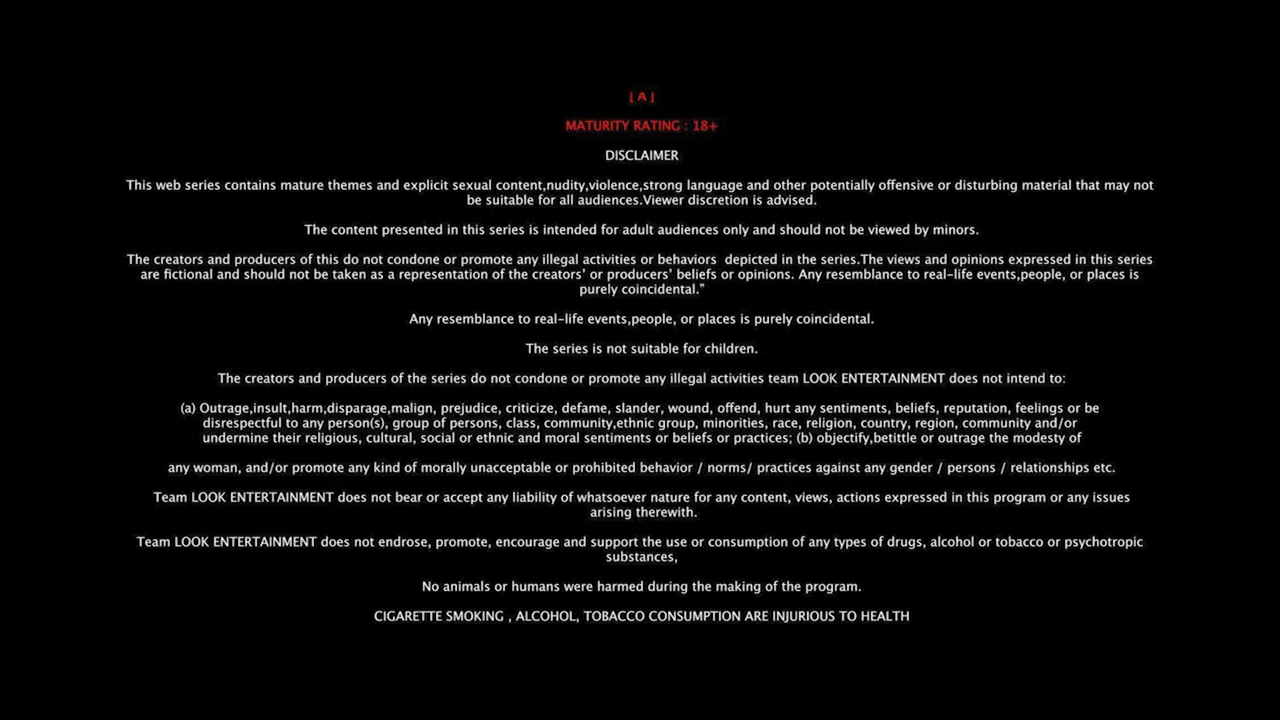 [ A ]
MATURITY RATING : 18+
DISCLAIMER
This web series contains mature themes and explicit sexual content,nudity,violence,strong language and other potentially offensive or disturbing material that may not
be suitable for all audiences.Viewer discretion is advised.
The content presented in this series is intended for adult audiences only and should not be viewed by minors.
The creators and producers of this do not condone or promote any illegal activities or behaviors  depicted in the series.The views and opinions expressed in this series
are fictional and should not be taken as a representation of the creators’ or producers’ beliefs or opinions. Any resemblance to real-life events,people, or places is
purely coincidental.”
Any resemblance to real-life events,people, or places is purely coincidental.
The series is not suitable for children.
The creators and producers of the series do not condone or promote any illegal activities team LOOK ENTERTAINMENT does not intend to:
(a) Outrage,insult,harm,disparage,malign, prejudice, criticize, defame, slander, wound, offend, hurt any sentiments, beliefs, reputation, feelings or be
disrespectful to any person(s), group of persons, class, community,ethnic group, minorities, race, religion, country, region, community and/or
undermine their religious, cultural, social or ethnic and moral sentiments or beliefs or practices; (b) objectify,betittle or outrage the modesty of
any woman, and/or promote any kind of morally unacceptable or prohibited behavior / norms/ practices against any gender / persons / relationships etc.
Team LOOK ENTERTAINMENT does not bear or accept any liability of whatsoever nature for any content, views, actions expressed in this program or any issues
arising therewith.
Team LOOK ENTERTAINMENT does not endrose, promote, encourage and support the use or consumption of any types of drugs, alcohol or tobacco or psychotropic
substances,
No animals or humans were harmed during the making of the program.
CIGARETTE SMOKING , ALCOHOL, TOBACCO CONSUMPTION ARE INJURIOUS TO HEALTH